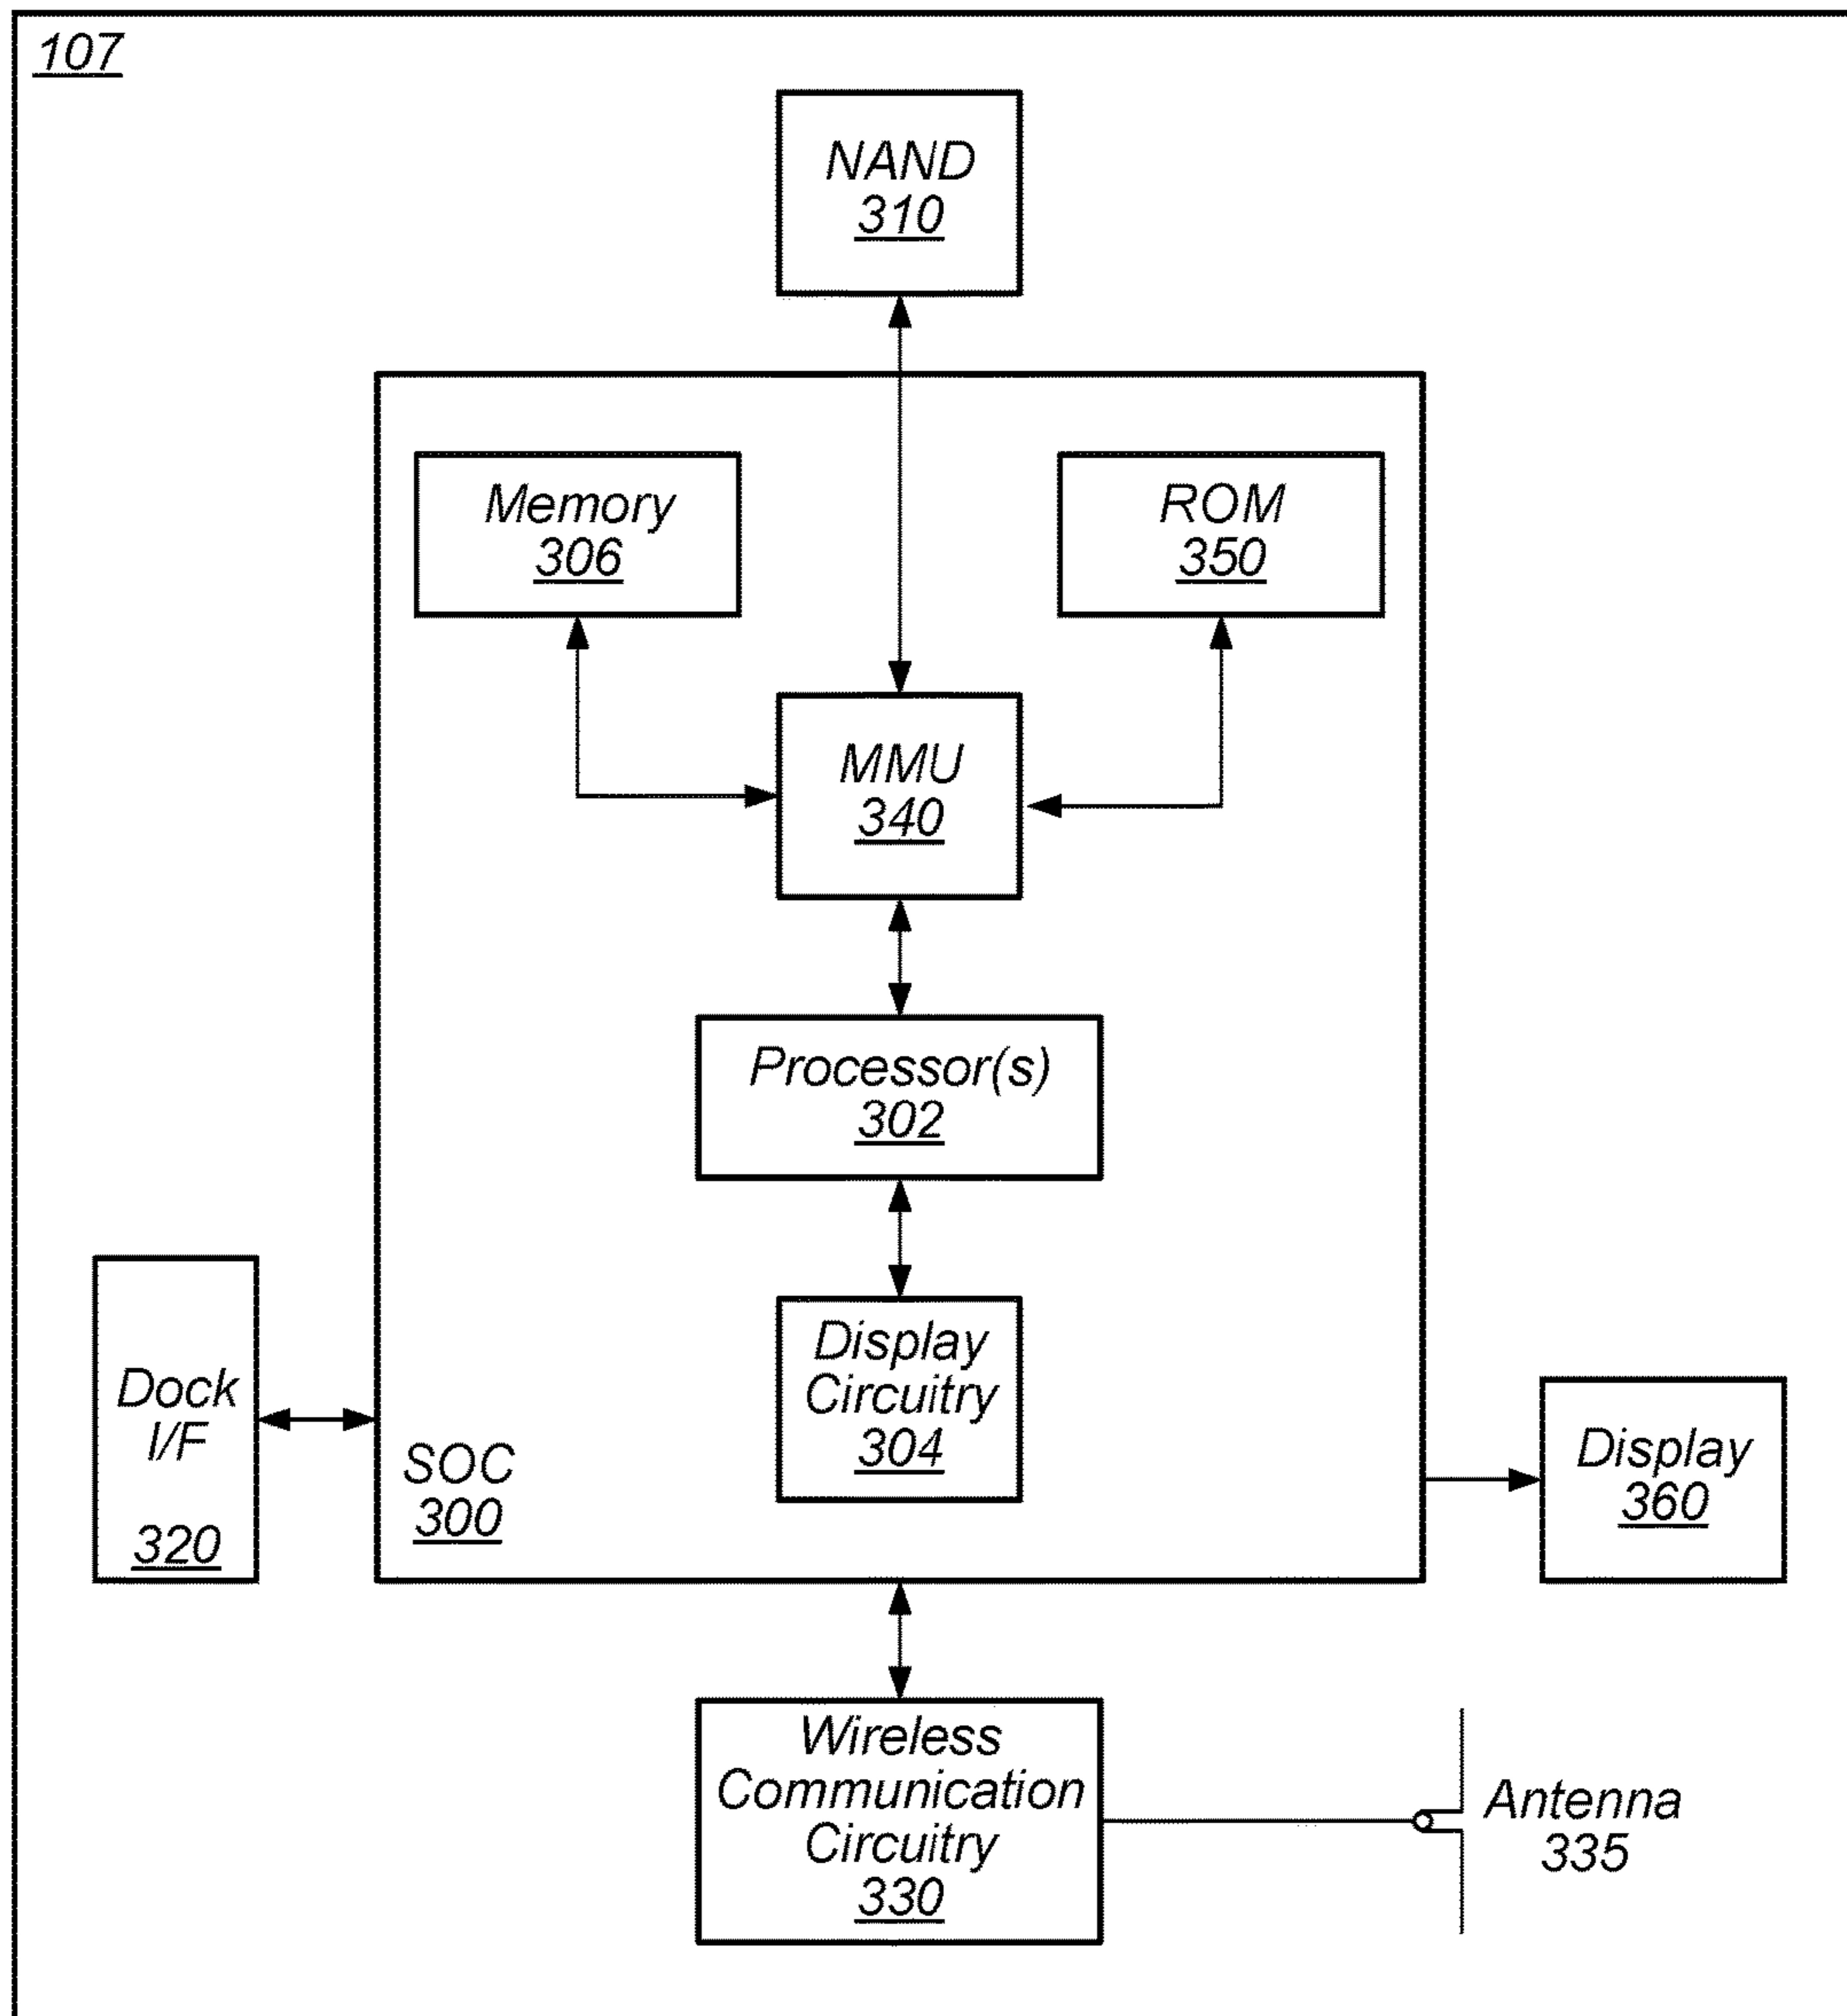 107
NAND
310
Memory
306
ROM
350
MMU
340
Processor(s)
302
Display
Circuitry
304
Dock
I/F
320
SOC
300
Display
360
Wireless
Communication
Circuitry
330
Antenna
335